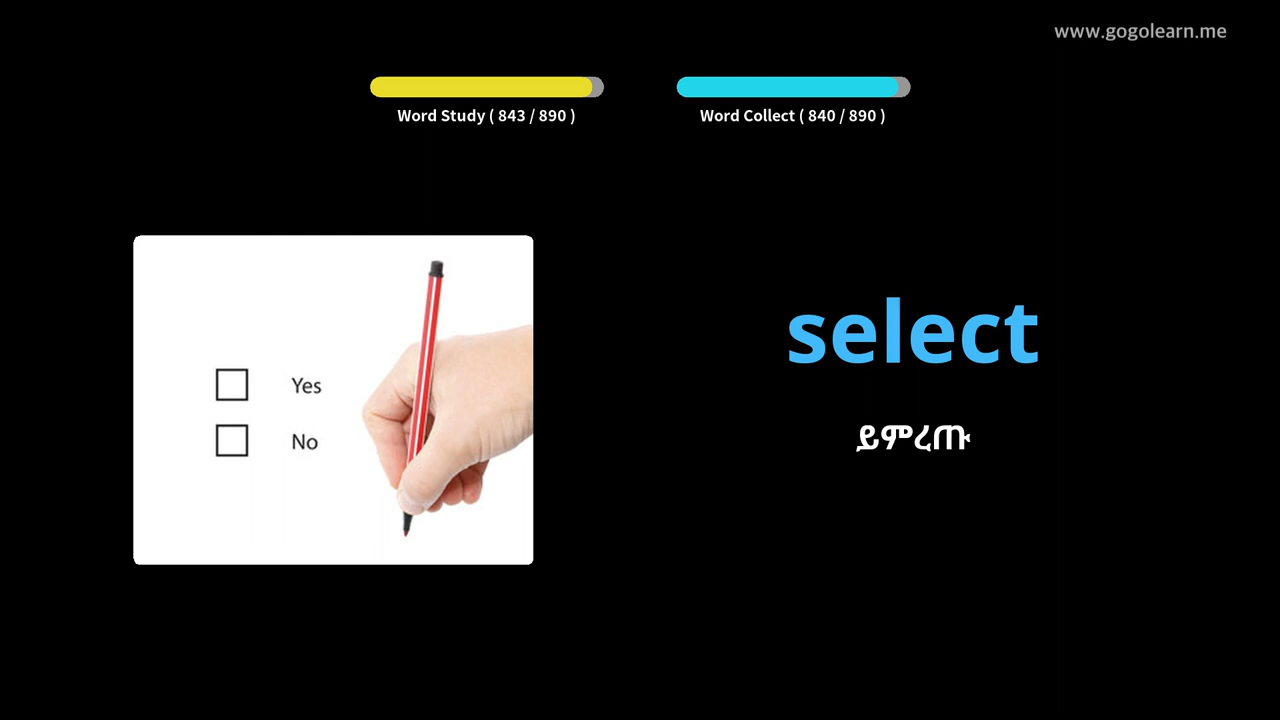 www.gogolearn.me
Word Study ( 843 / 890 )
Word Collect ( 840 / 890 )
Yes
No
select
ይምረጡ